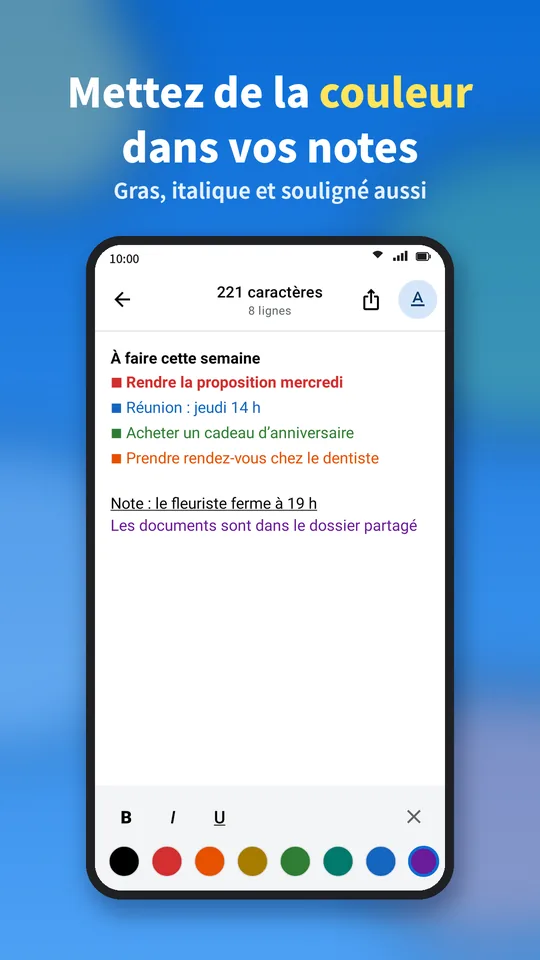 Mettez de la couleur
dans vos notes
Gras, italique et souligné aussi
10:00
221 caractères
8 lignes
A
À faire cette semaine
■ Rendre la proposition mercredi
■ Réunion : jeudi 14 h
■ Acheter un cadeau d’anniversaire
■ Prendre rendez-vous chez le dentiste
Note : le fleuriste ferme à 19 h
Les documents sont dans le dossier partagé
B I U